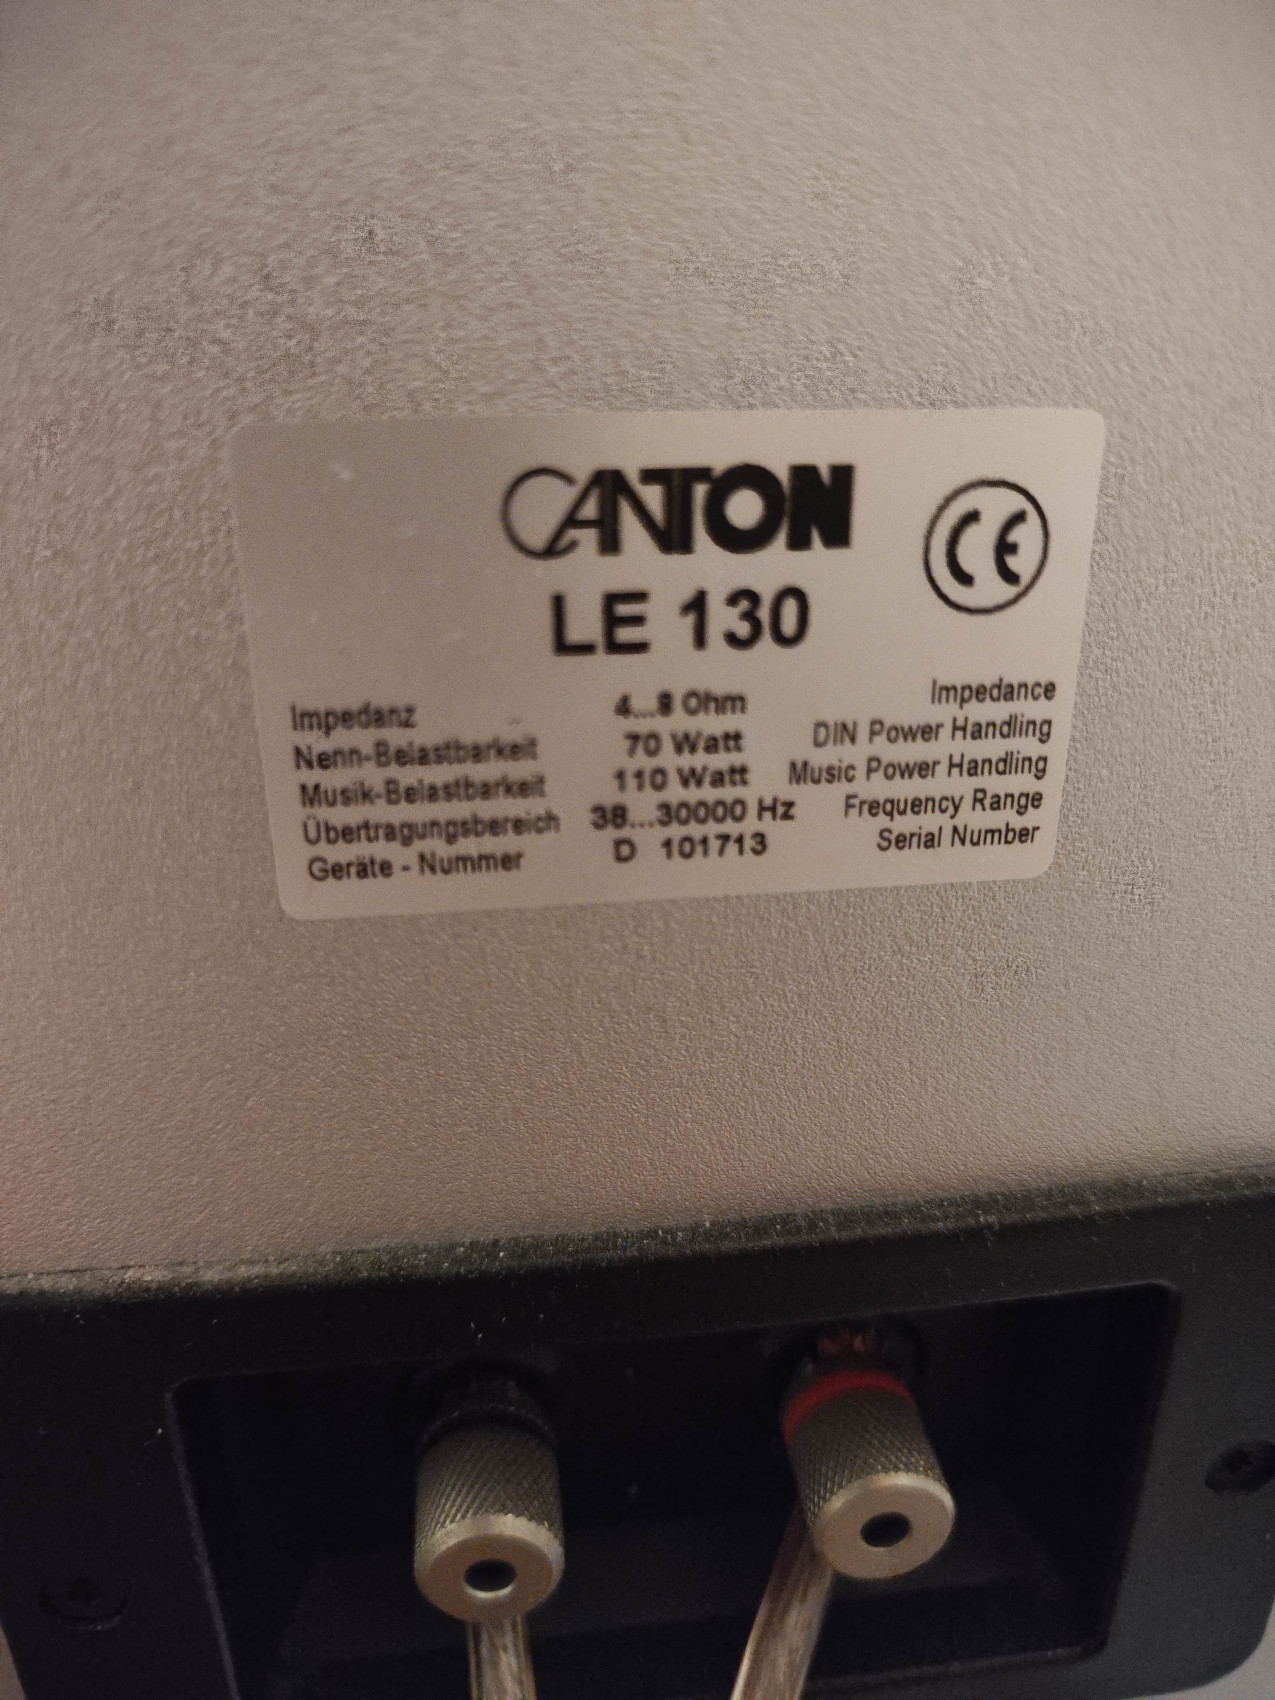 CANTON
CE
LE 130
Impedanz 4...8 Ohm Impedance
Nenn-Belastbarkeit 70 Watt DIN Power Handling
Musik-Belastbarkeit 110 Watt Music Power Handling
Übertragungsbereich 38...30000 Hz Frequency Range
Geräte - Nummer D 101713 Serial Number